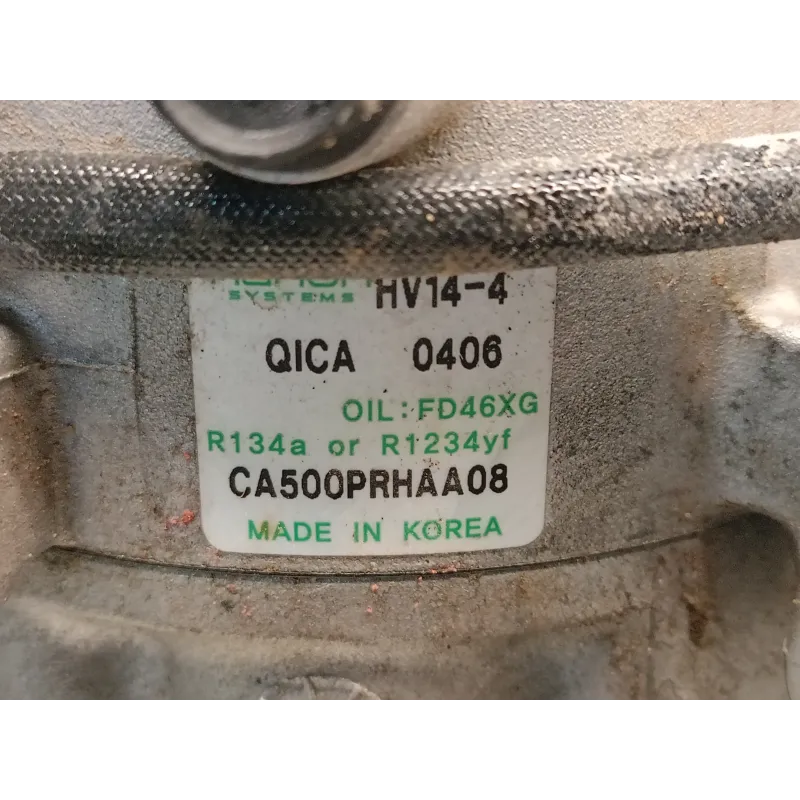 SYSTEMS HV14-4
QICA 0406
OIL:FD46XG
R134a or R1234yf
CA500PRHAA08
MADE IN KOREA